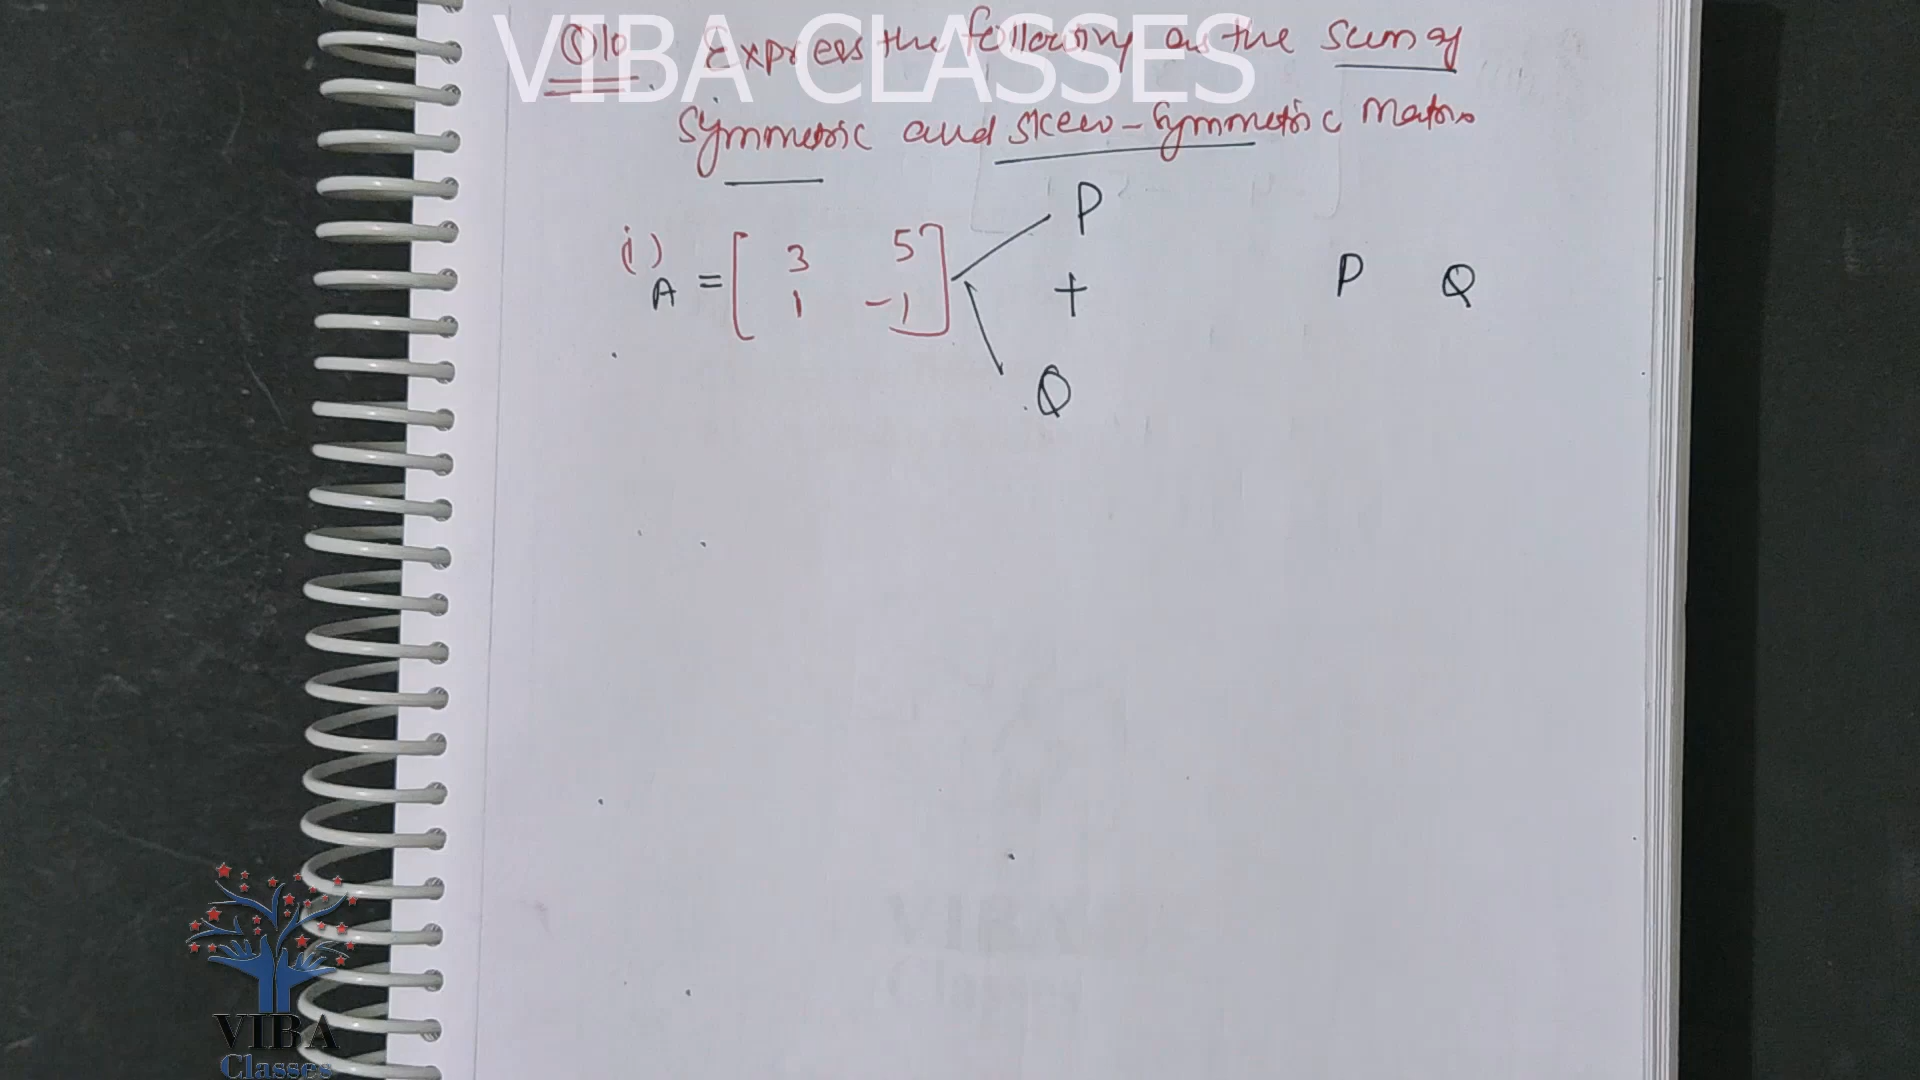 VIBA CLASSES
Q10. Express the following as the sum of
symmetric and skew-symmetric matrix
(i)
A = [ 3 5
1 -1 ]
P
+
Q
P Q
VIBA
Classes